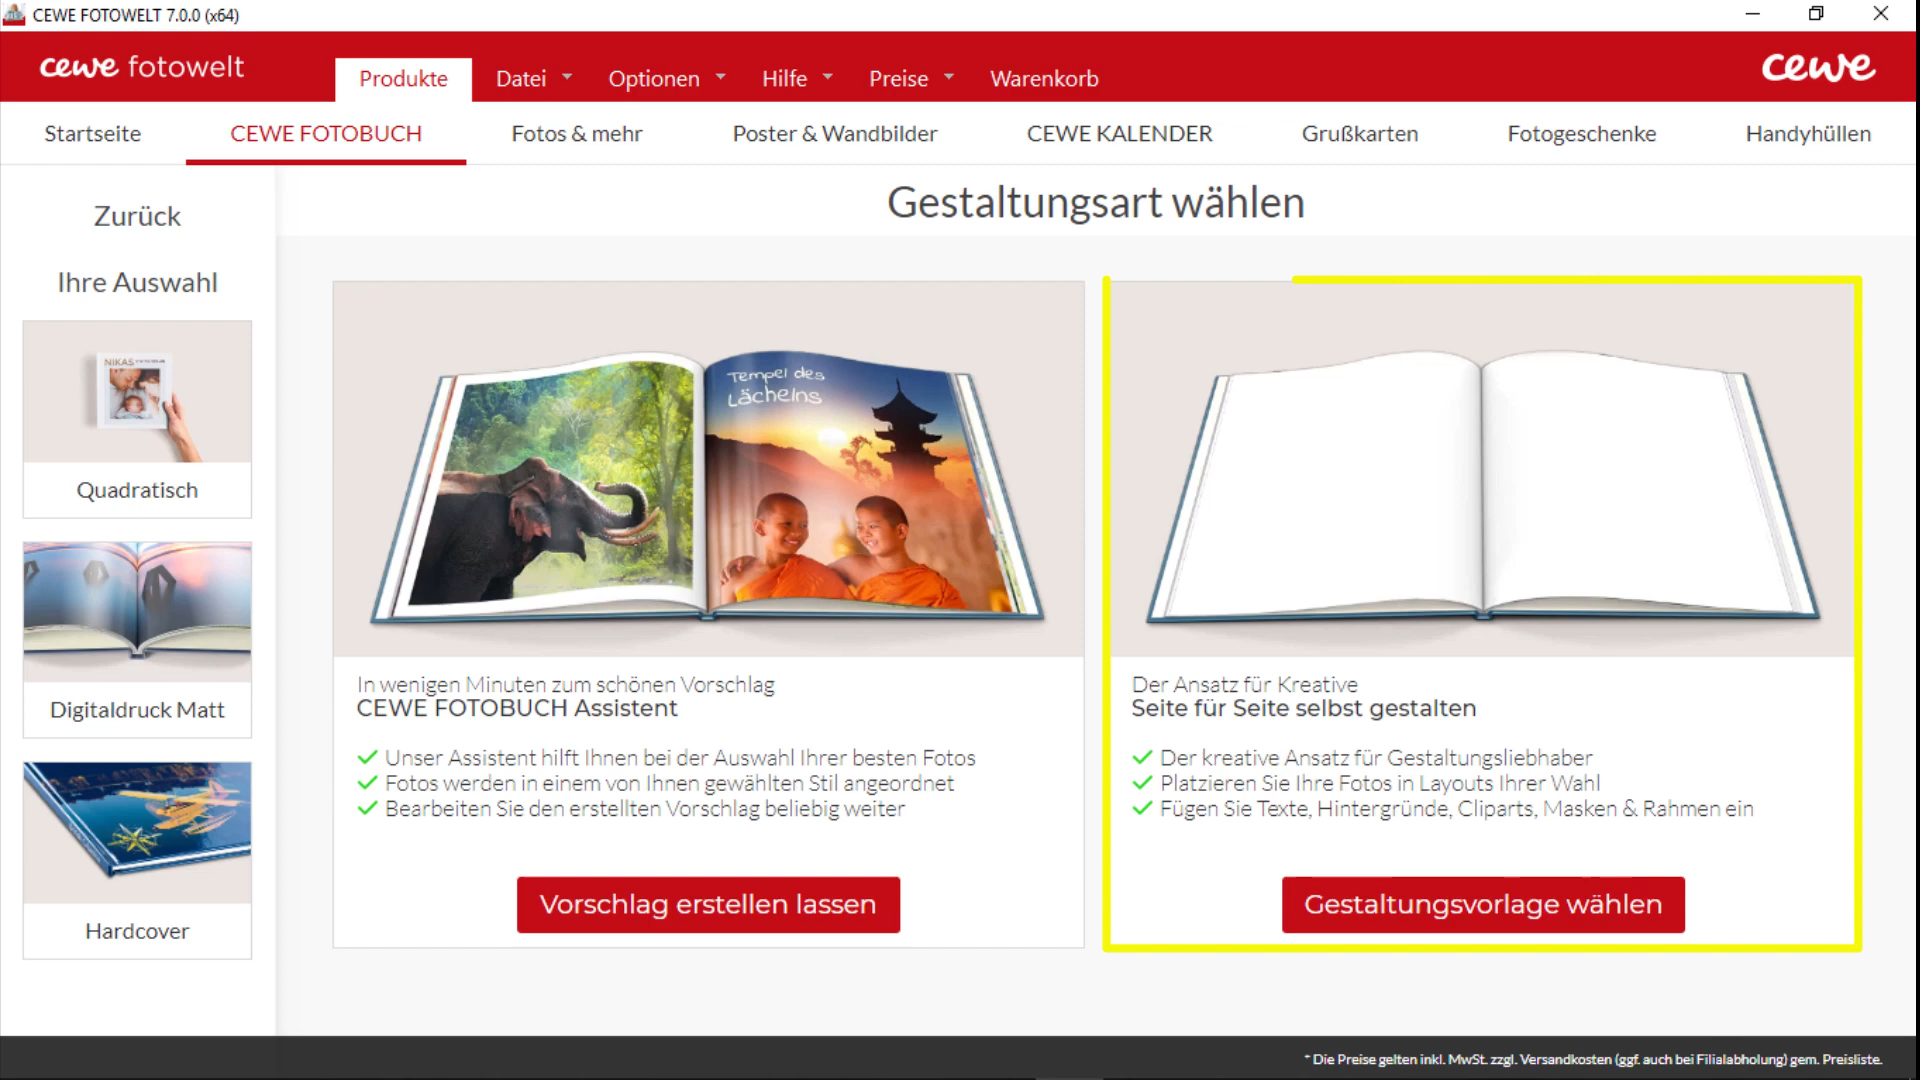 CEWE FOTOWELT 7.0.0 (x64)
cewe fotowelt
Produkte
Datei
Optionen
Hilfe
Preise
Warenkorb
cewe
Startseite
CEWE FOTOBUCH
Fotos & mehr
Poster & Wandbilder
CEWE KALENDER
Grußkarten
Fotogeschenke
Handyhüllen
Zurück
Ihre Auswahl
NIKAS
Quadratisch
Digitaldruck Matt
Hardcover
Gestaltungsart wählen
Tempel des
Lächelns
In wenigen Minuten zum schönen Vorschlag
CEWE FOTOBUCH Assistent
Unser Assistent hilft Ihnen bei der Auswahl Ihrer besten Fotos
Fotos werden in einem von Ihnen gewählten Stil angeordnet
Bearbeiten Sie den erstellten Vorschlag beliebig weiter
Vorschlag erstellen lassen
Der Ansatz für Kreative
Seite für Seite selbst gestalten
Der kreative Ansatz für Gestaltungsliebhaber
Platzieren Sie Ihre Fotos in Layouts Ihrer Wahl
Fügen Sie Texte, Hintergründe, Cliparts, Masken & Rahmen ein
Gestaltungsvorlage wählen
* Die Preise gelten inkl. MwSt. zzgl. Versandkosten (ggf. auch bei Filialabholung) gem. Preisliste.